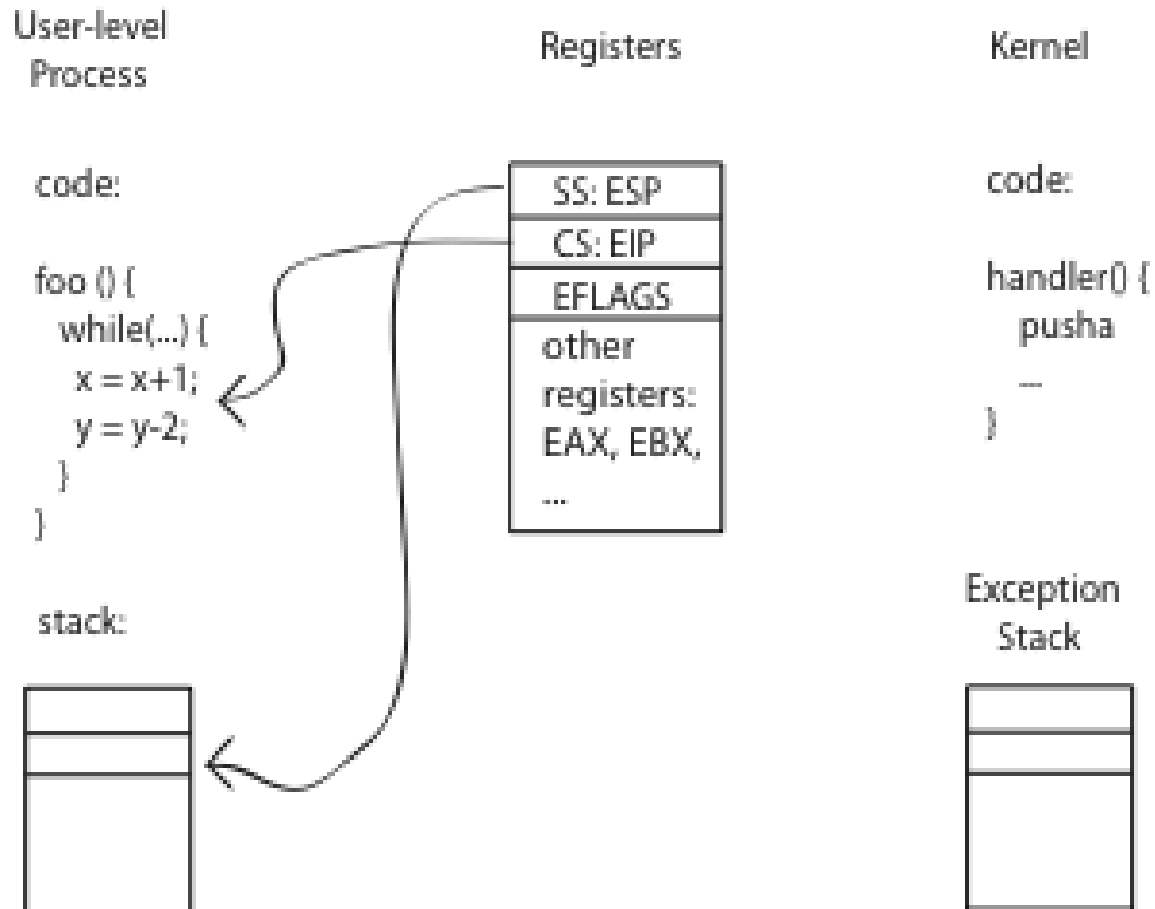 User-level
Process
code:
foo () {
while(...) {
x = x+1;
y = y-2;
}
}
stack:
Registers
SS: ESP
CS: EIP
EFLAGS
other
registers:
EAX, EBX,
...
Kernel
code:
handler() {
pusha
...
}
Exception
Stack